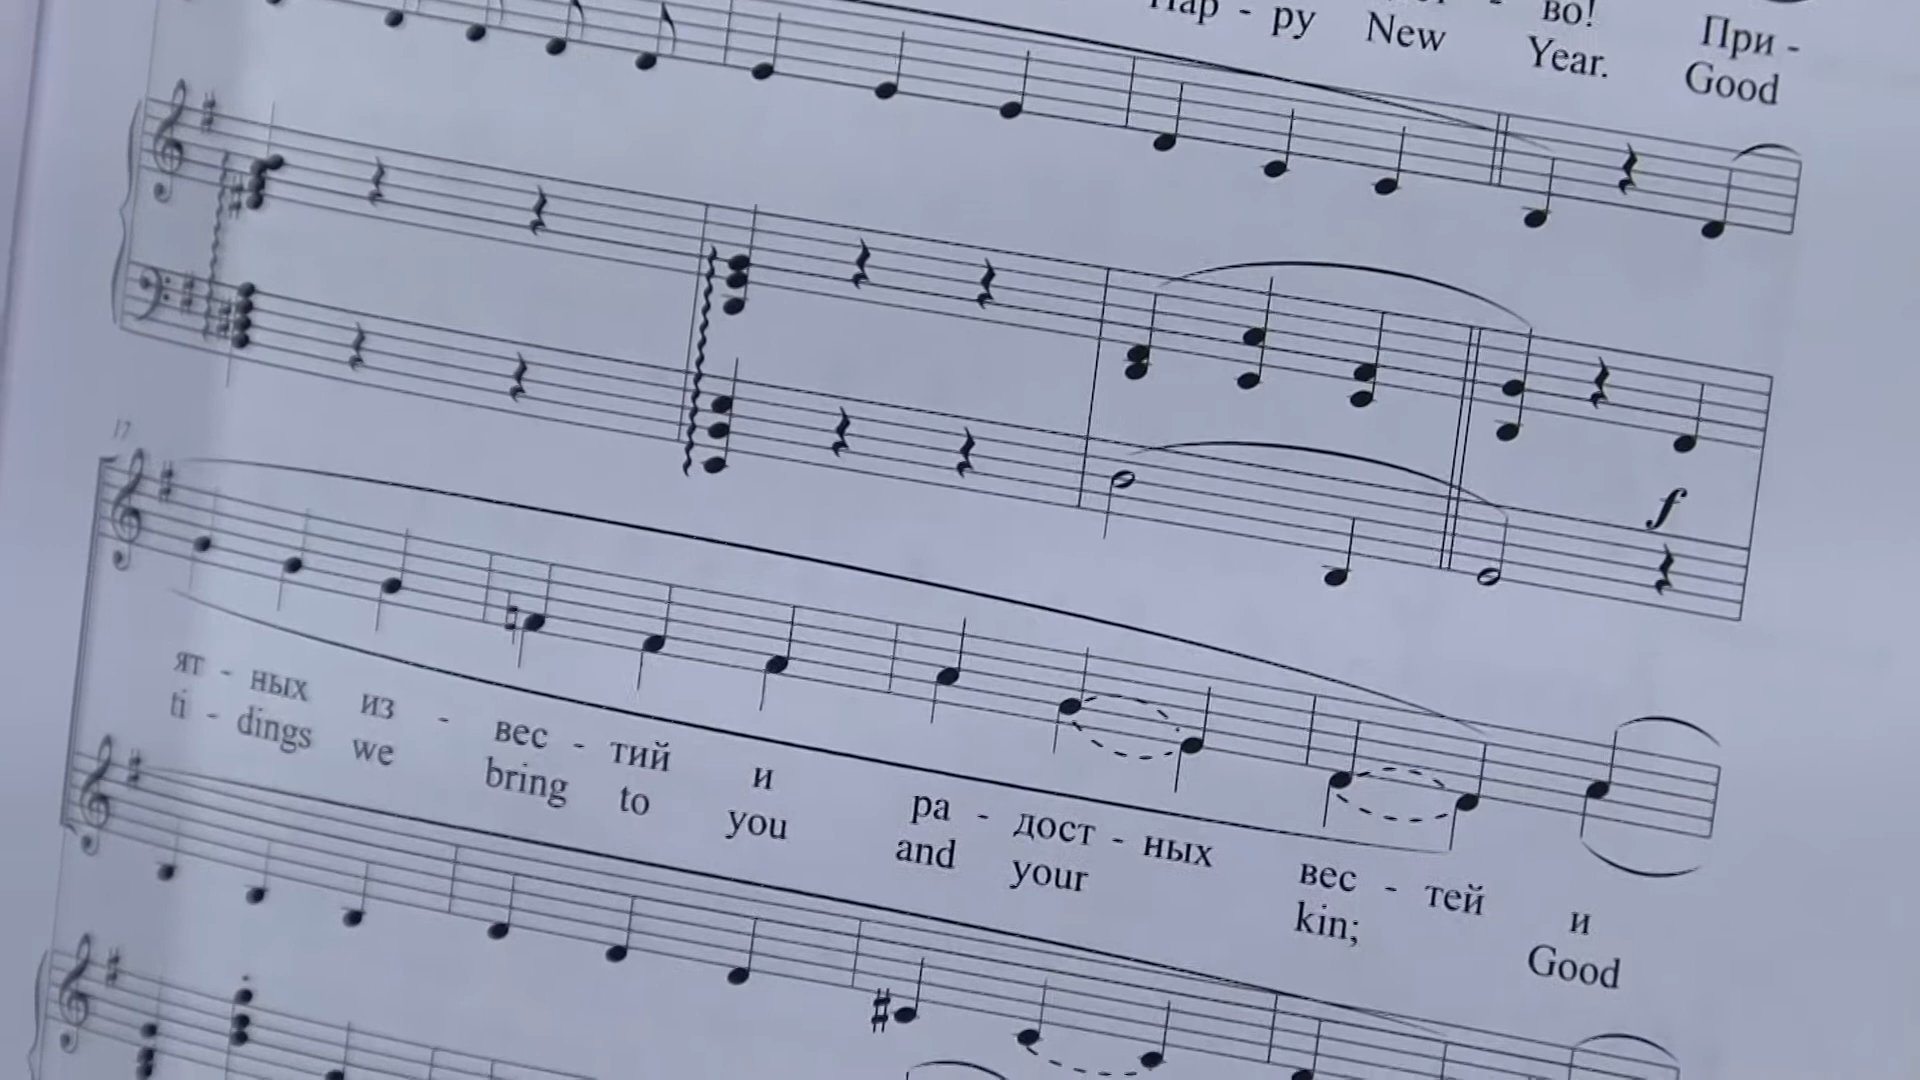 во! При -
py New Year. Good
f
17
ят - ных из - вес - тий и ра - дост - ных вес - тей и
ti - dings we bring to you and your kin; Good